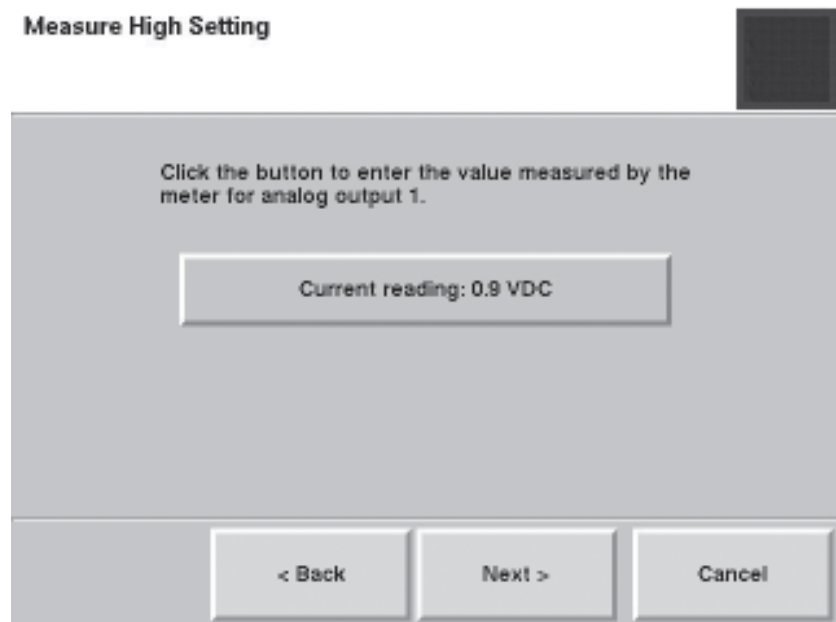 Measure High Setting
Click the button to enter the value measured by the
meter for analog output 1.
Current reading: 0.9 VDC
< Back
Next >
Cancel